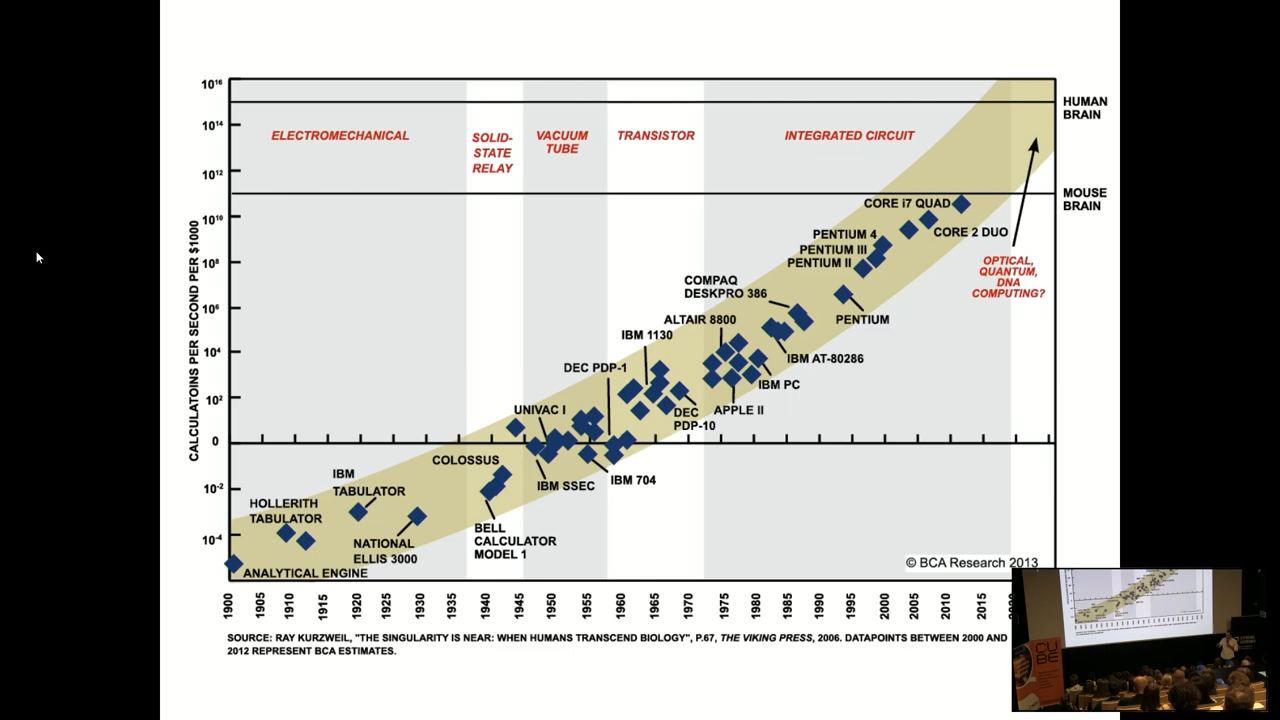 10^16
10^14
10^12
10^10
10^8
10^6
10^4
10^2
0
10^-2
10^-4
CALCULATOINS PER SECOND PER $1000
ELECTROMECHANICAL
SOLID-
STATE
RELAY
VACUUM
TUBE
TRANSISTOR
INTEGRATED CIRCUIT
HUMAN
BRAIN
MOUSE
BRAIN
CORE i7 QUAD
CORE 2 DUO
PENTIUM 4
PENTIUM III
PENTIUM II
OPTICAL,
QUANTUM,
DNA
COMPUTING?
COMPAQ
DESKPRO 386
PENTIUM
ALTAIR 8800
IBM 1130
IBM AT-80286
DEC PDP-1
IBM PC
UNIVAC I
APPLE II
DEC
PDP-10
COLOSSUS
IBM SSEC
IBM 704
IBM
TABULATOR
HOLLERITH
TABULATOR
BELL
CALCULATOR
MODEL 1
NATIONAL
ELLIS 3000
ANALYTICAL ENGINE
© BCA Research 2013
1900 1905 1910 1915 1920 1925 1930 1935 1940 1945 1950 1955 1960 1965 1970 1975 1980 1985 1990 1995 2000 2005 2010 2015
SOURCE: RAY KURZWEIL, "THE SINGULARITY IS NEAR: WHEN HUMANS TRANSCEND BIOLOGY", P.67, THE VIKING PRESS, 2006. DATAPOINTS BETWEEN 2000 AND
2012 REPRESENT BCA ESTIMATES.
CU
BE